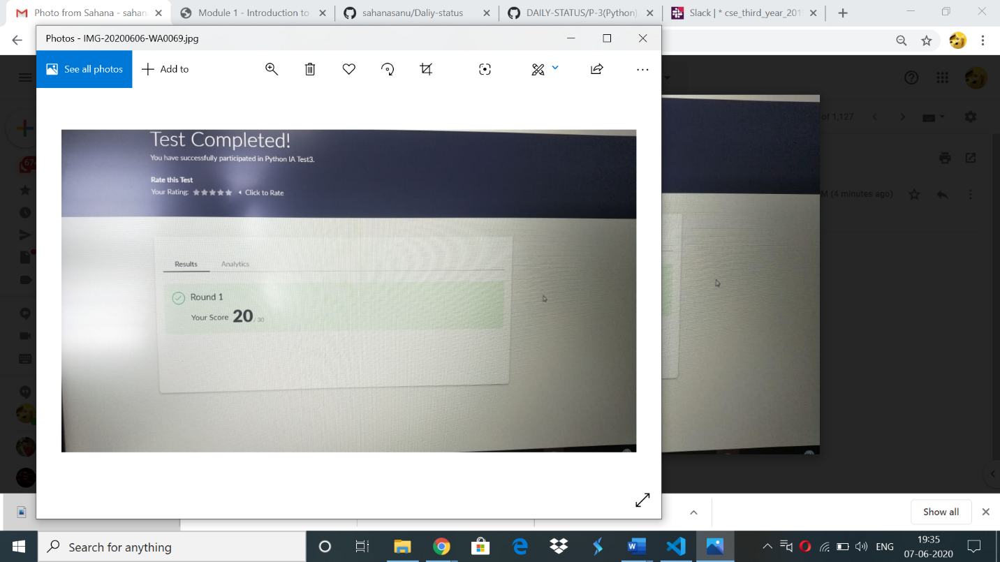 Photo from Sahana - sahan
Module 1 - Introduction to
sahanasanu/Daliy-status
DAILY-STATUS/P-3(Python)
Slack | * cse_third_year_201
Photos - IMG-20200606-WA0069.jpg
See all photos
Add to
of 1,127
M (4 minutes ago)
Test Completed!
You have successfully participated in Python IA Test3.
Rate this Test
Your Rating:
Click to Rate
Results
Analytics
Round 1
Your Score 20 / 30
Show all
Search for anything
ENG
19:35
07-06-2020